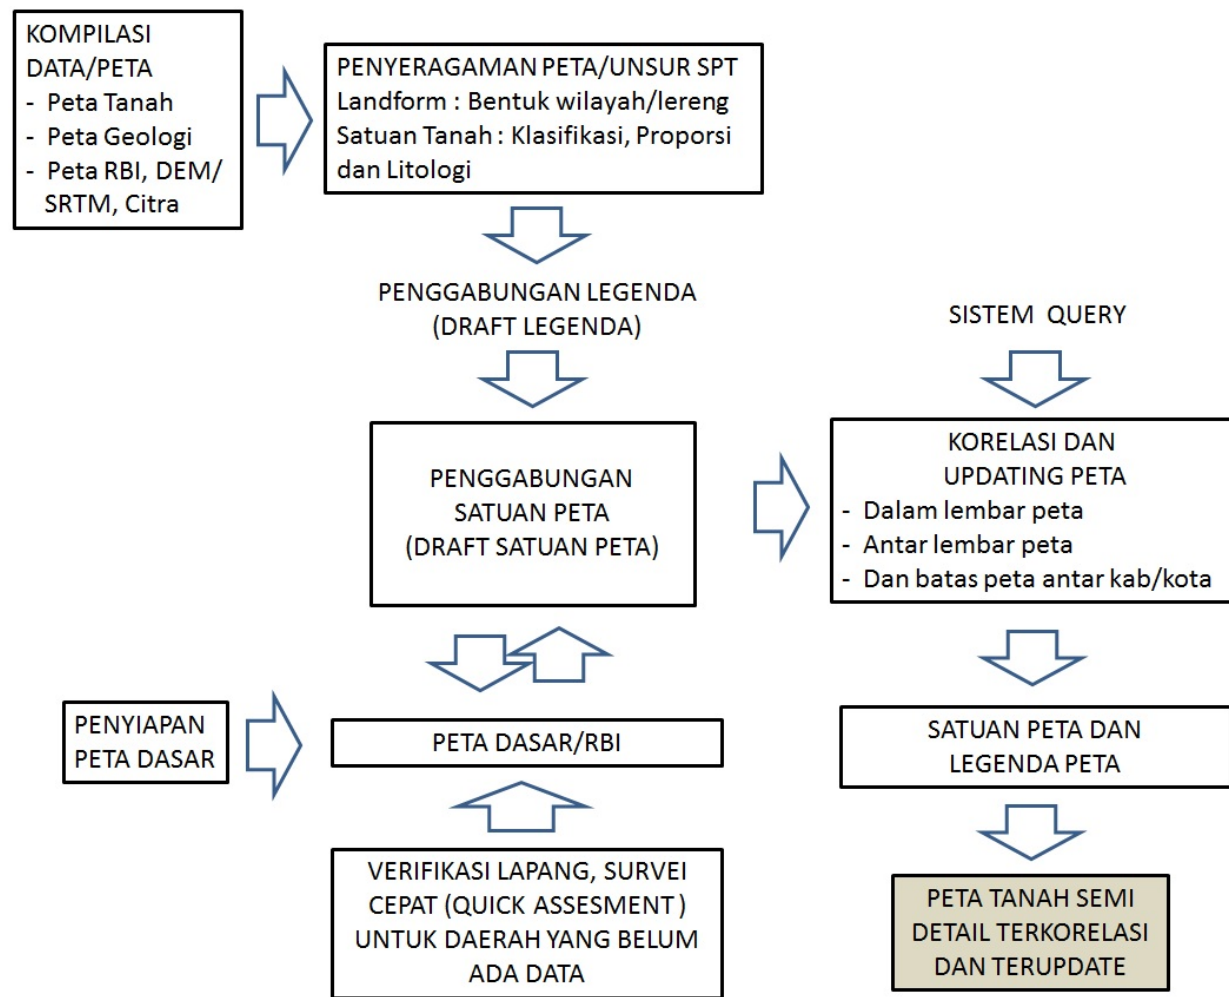 KOMPILASI
DATA/PETA
- Peta Tanah
- Peta Geologi
- Peta RBI, DEM/
SRTM, Citra
PENYERAGAMAN PETA/UNSUR SPT
Landform : Bentuk wilayah/lereng
Satuan Tanah : Klasifikasi, Proporsi
dan Litologi
PENGGABUNGAN LEGENDA
(DRAFT LEGENDA)
SISTEM QUERY
PENGGABUNGAN
SATUAN PETA
(DRAFT SATUAN PETA)
KORELASI DAN
UPDATING PETA
- Dalam lembar peta
- Antar lembar peta
- Dan batas peta antar kab/kota
PENYIAPAN
PETA DASAR
PETA DASAR/RBI
SATUAN PETA DAN
LEGENDA PETA
VERIFIKASI LAPANG, SURVEI
CEPAT (QUICK ASSESMENT )
UNTUK DAERAH YANG BELUM
ADA DATA
PETA TANAH SEMI
DETAIL TERKORELASI
DAN TERUPDATE